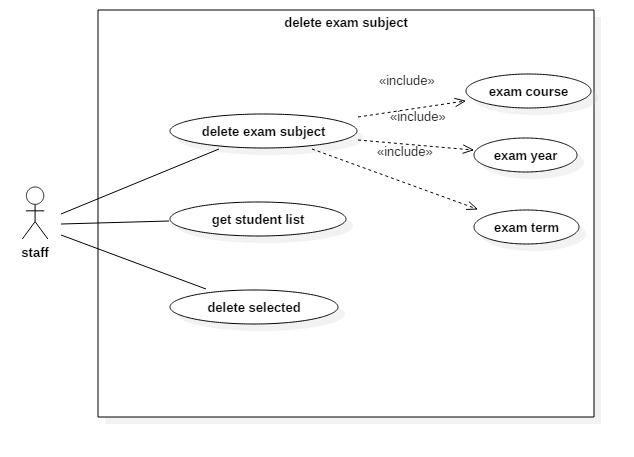 delete exam subject
«include»
exam course
«include»
delete exam subject
«include»
exam year
get student list
exam term
staff
delete selected